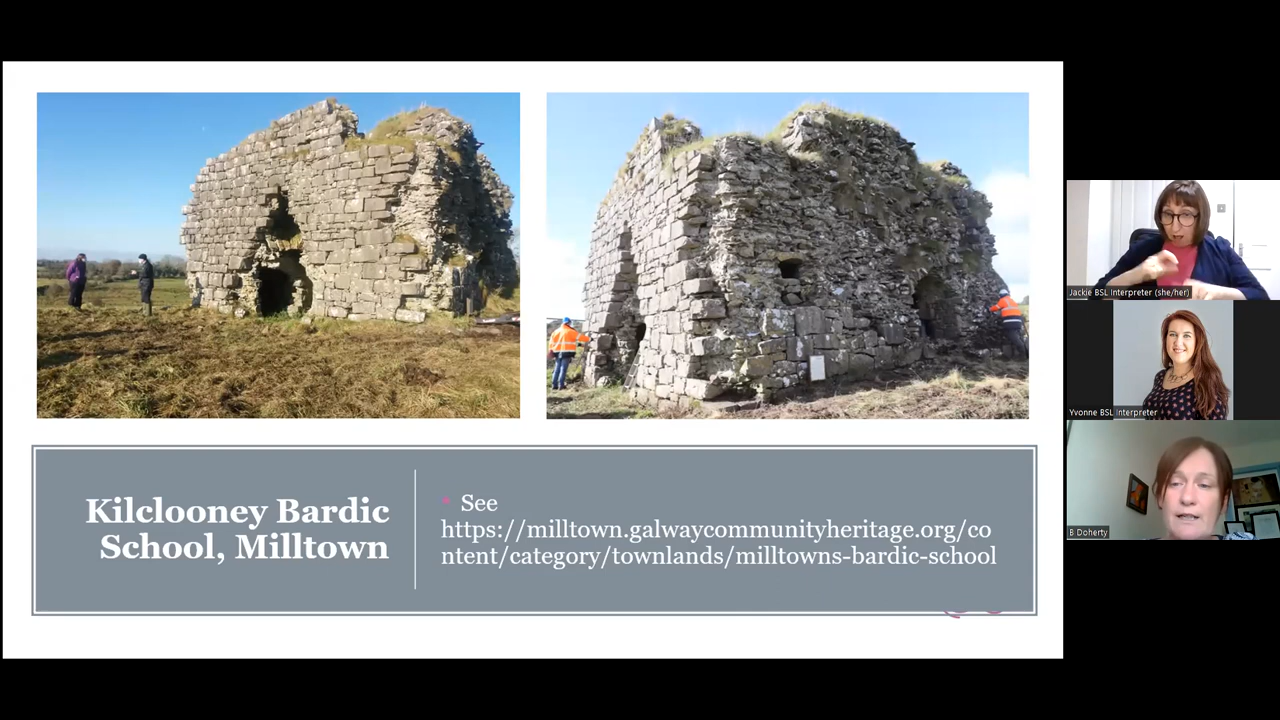 Kilclooney Bardic
School, Milltown
See
https://milltown.galwaycommunityheritage.org/co
ntent/category/townlands/milltowns-bardic-school
Jackie BSL Interpreter (she/her)
Yvonne BSL Interpreter
B Doherty